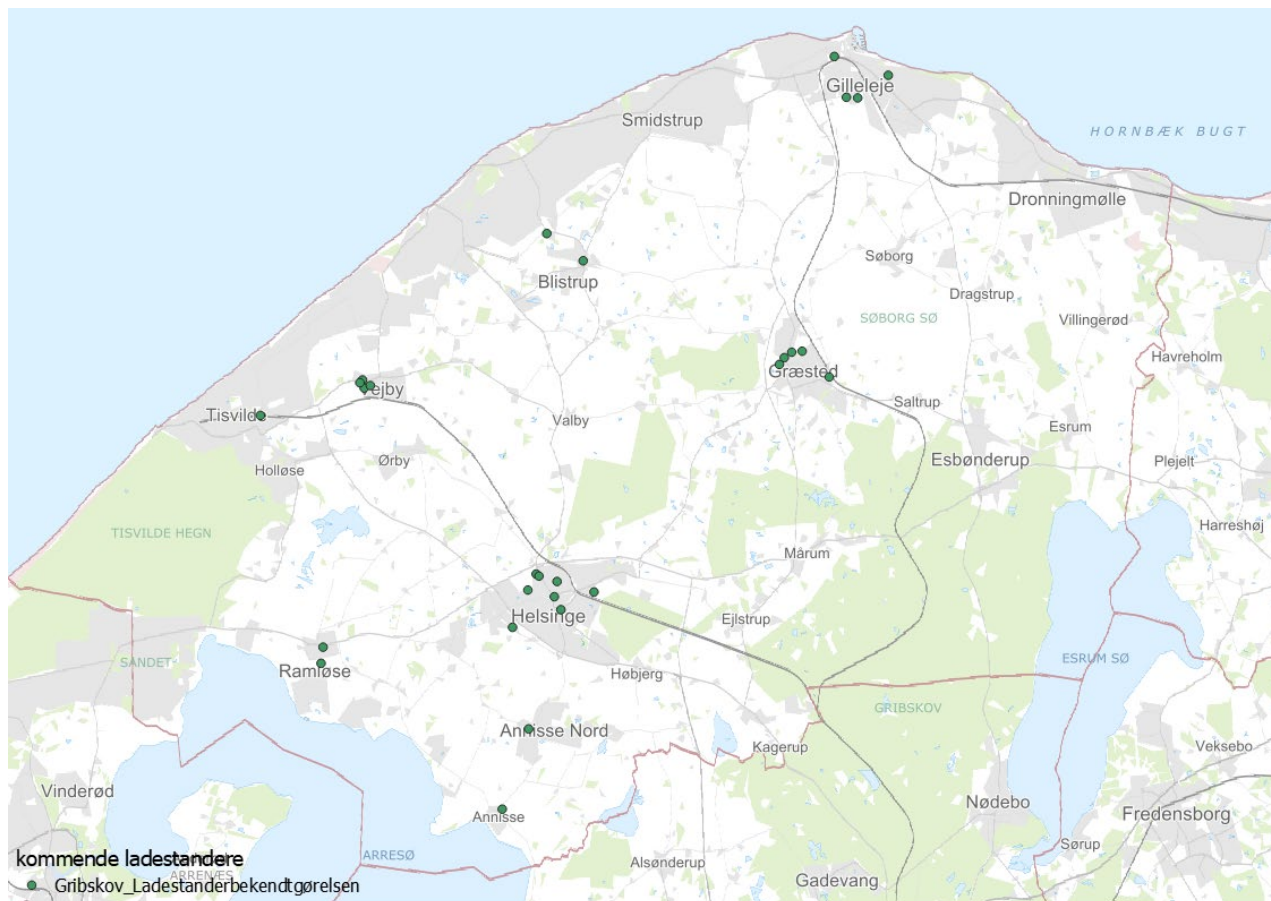 Gilleleje
Smidstrup
HORNBÆK BUGT
Dronningmølle
Søborg
Blistrup
Dragstrup
SØBORG SØ
Villingerød
Havreholm
Græsted
Vejby
Saltrup
Tisvilde
Valby
Esrum
Ørby
Esbønderup
Plejelt
Holløse
Harreshøj
TISVILDE HEGN
Mårum
Helsinge
Ejlstrup
SANDET
ESRUM SØ
Ramløse
Høbjerg
GRIBSKOV
Annisse Nord
Kagerup
Veksebo
Vinderød
Nødebo
Fredensborg
Annisse
Sørup
kommende ladestandere
ARRESØ
Alsønderup
ARRENÆS
Gadevang
Gribskov_Ladestanderbekendtgørelsen